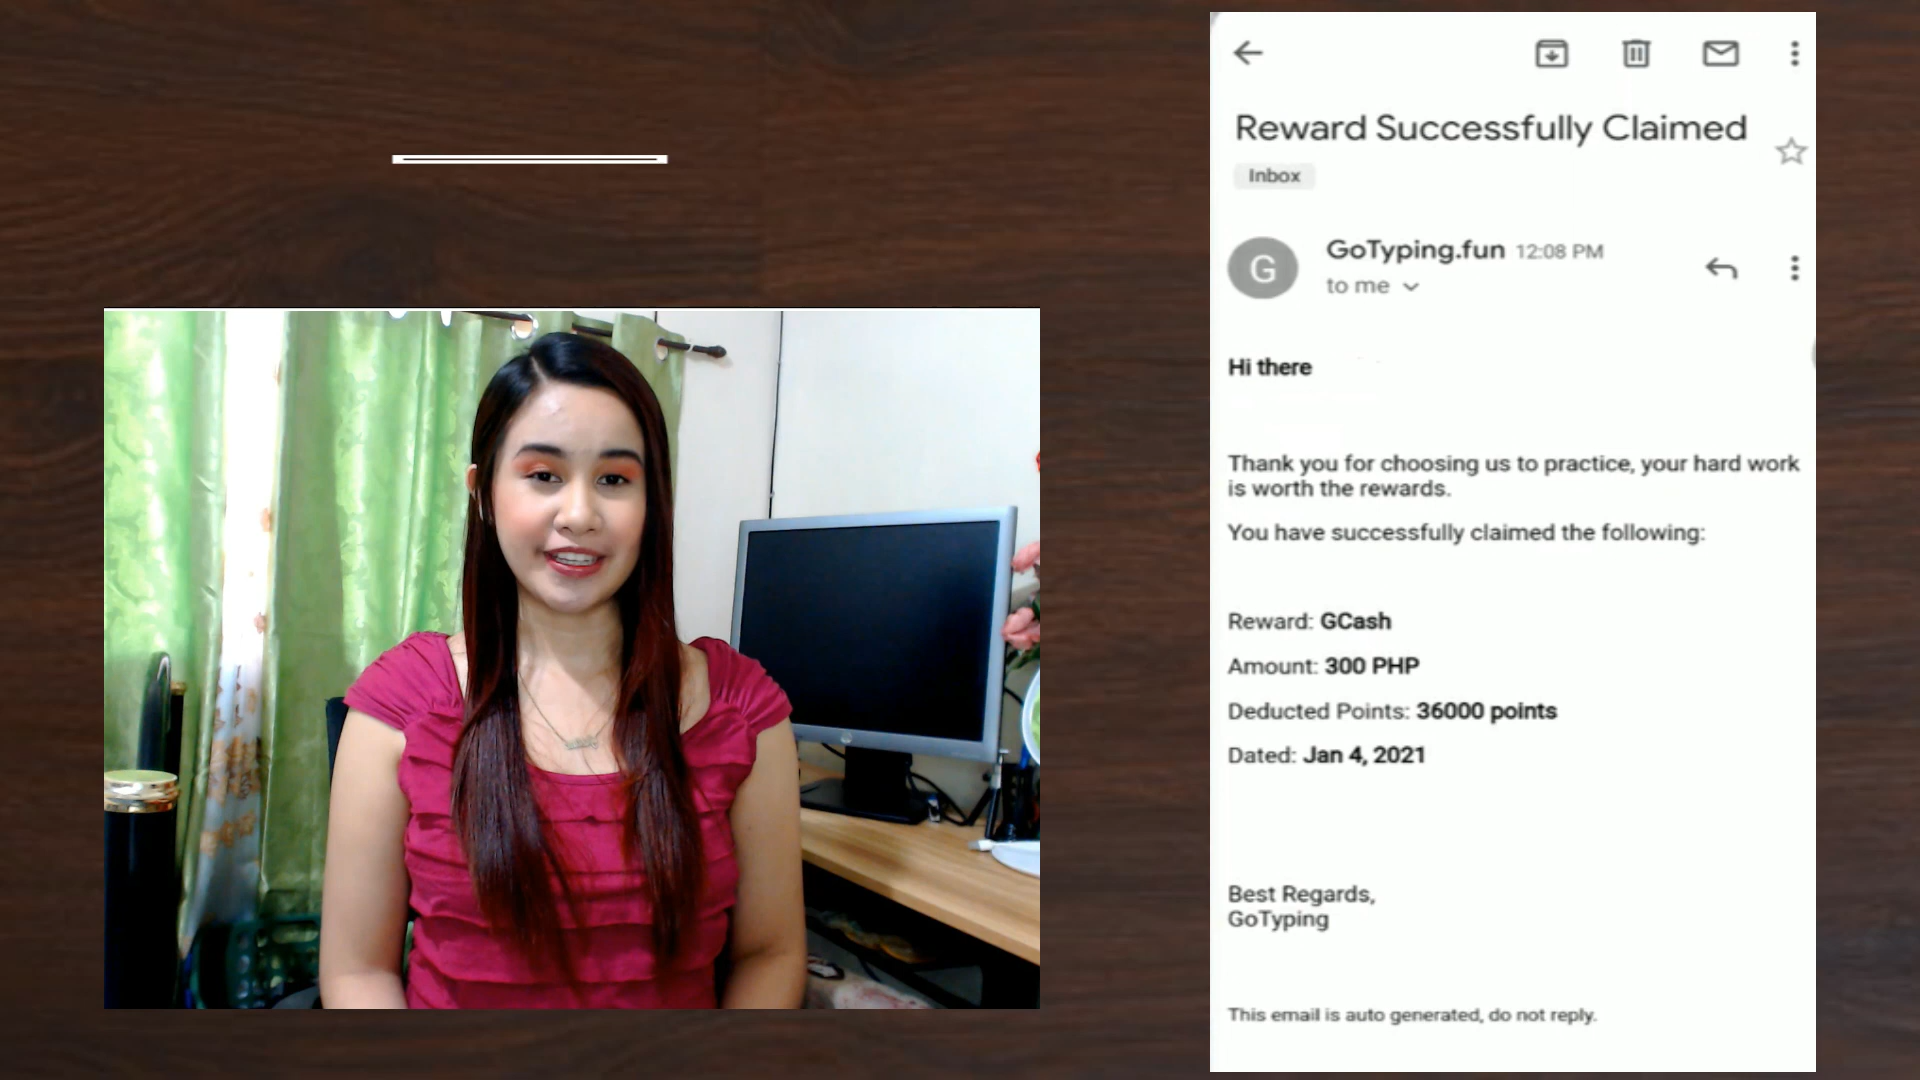 Reward Successfully Claimed
Inbox
G
GoTyping.fun 12:08 PM
to me
Hi there
Thank you for choosing us to practice, your hard work
is worth the rewards.
You have successfully claimed the following:
Reward: GCash
Amount: 300 PHP
Deducted Points: 36000 points
Dated: Jan 4, 2021
Best Regards,
GoTyping
This email is auto generated, do not reply.